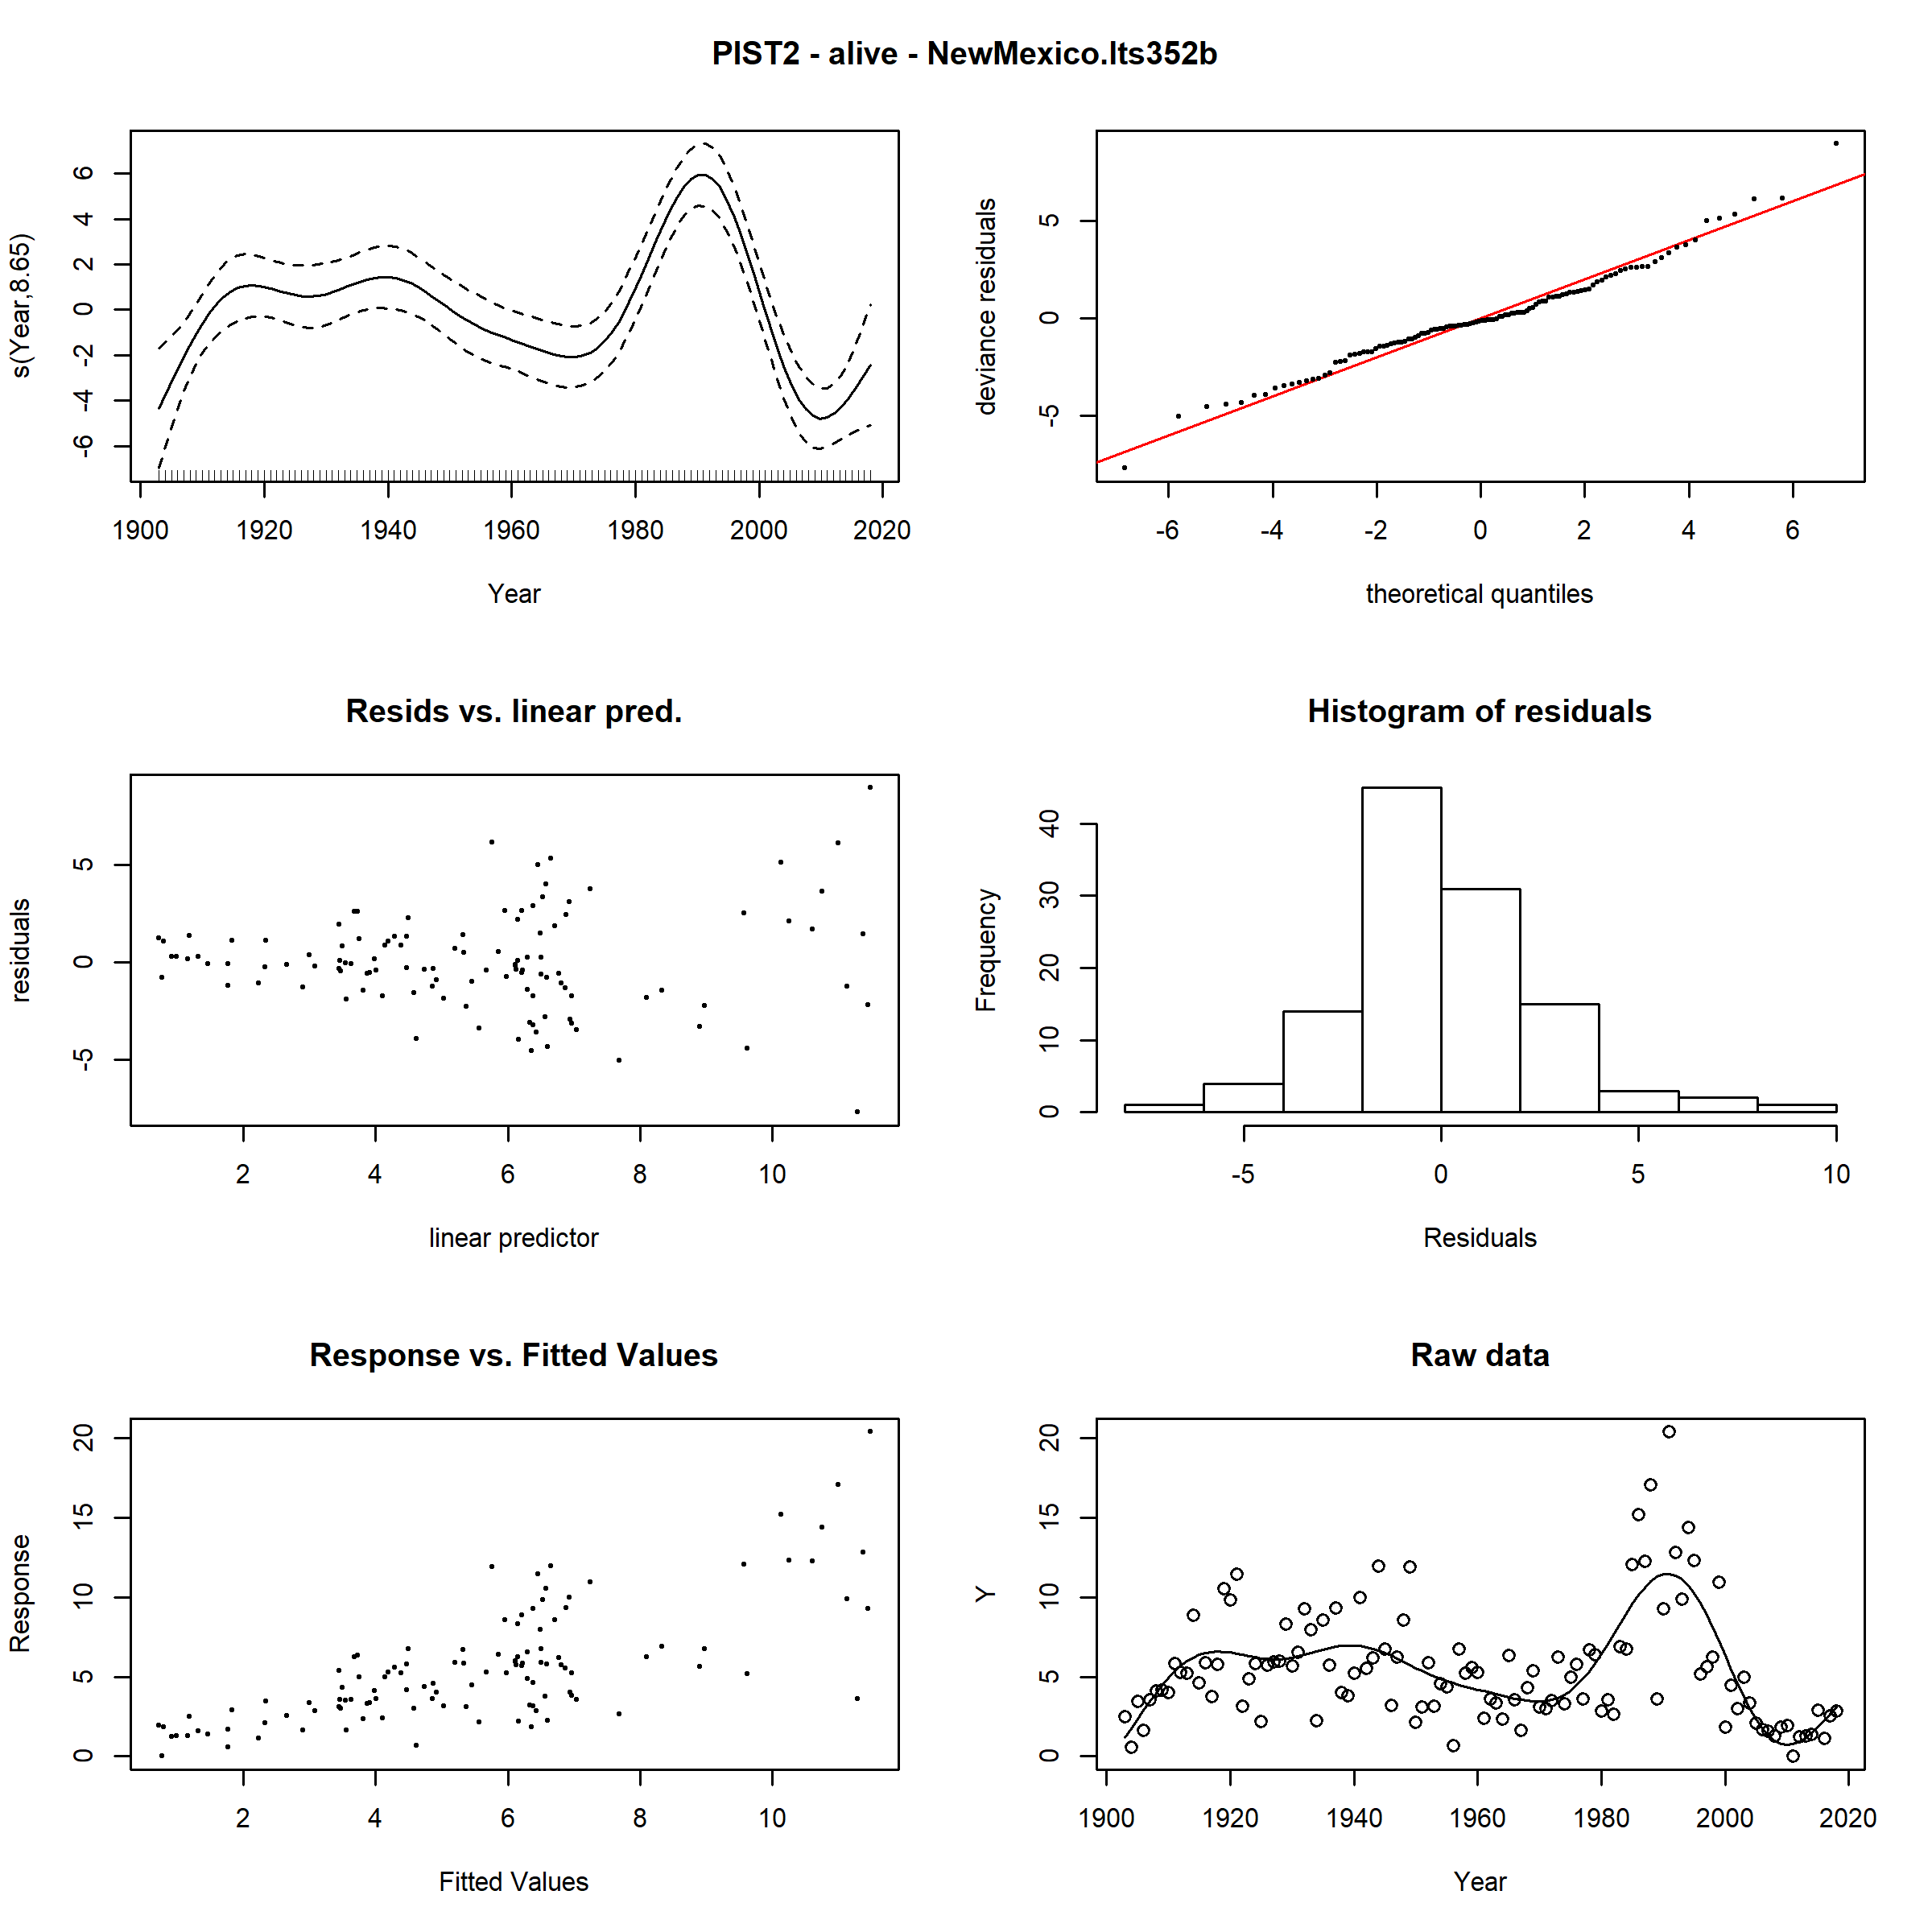 PIST2 - alive - NewMexico.lts352b
s(Year,8.65)
6
4
2
0
-2
-4
-6
1900 1920 1940 1960 1980 2000 2020
Year
deviance residuals
5
0
-5
-6 -4 -2 0 2 4 6
theoretical quantiles
Resids vs. linear pred.
residuals
5
0
-5
2 4 6 8 10
linear predictor
Histogram of residuals
Frequency
40
30
20
10
0
-5 0 5 10
Residuals
Response vs. Fitted Values
Response
20
15
10
5
0
2 4 6 8 10
Fitted Values
Raw data
Y
20
15
10
5
0
1900 1920 1940 1960 1980 2000 2020
Year